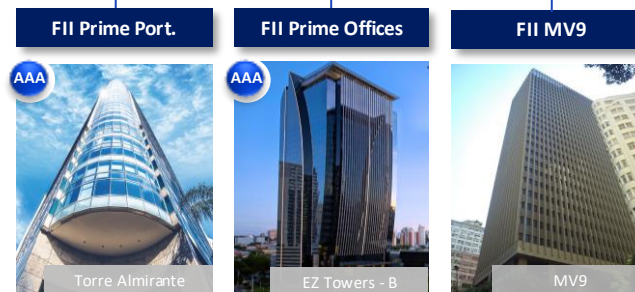 FII Prime Port.
FII Prime Offices
FII MV9
AAA
AAA
Torre Almirante
EZ Towers - B
MV9